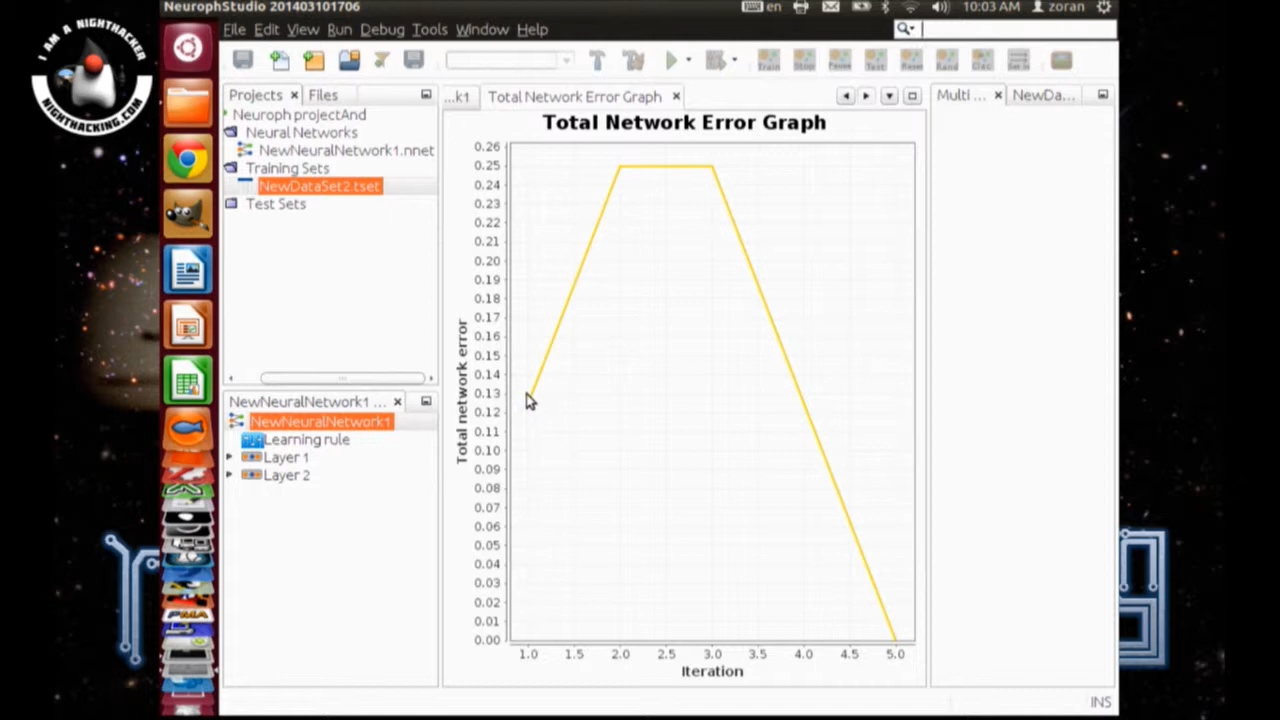 NeurophStudio 201403101706
en
10:03 AM
zoran
I AM A NIGHTHACKER
NIGHTHACKING.COM
File Edit View Run Debug Tools Window Help
Train Stop Pause Test Reset Rand
Projects Files
...k1 Total Network Error Graph
Multi ... NewDa...
Neuroph projectAnd
Neural Networks
NewNeuralNetwork1.nnet
Training Sets
NewDataSet2.tset
Test Sets
NewNeuralNetwork1 ...
NewNeuralNetwork1
Learning rule
Layer 1
Layer 2
Total Network Error Graph
Total network error
0.26
0.25
0.24
0.23
0.22
0.21
0.20
0.19
0.18
0.17
0.16
0.15
0.14
0.13
0.12
0.11
0.10
0.09
0.08
0.07
0.06
0.05
0.04
0.03
0.02
0.01
0.00
1.0 1.5 2.0 2.5 3.0 3.5 4.0 4.5 5.0
Iteration
PMA
INS